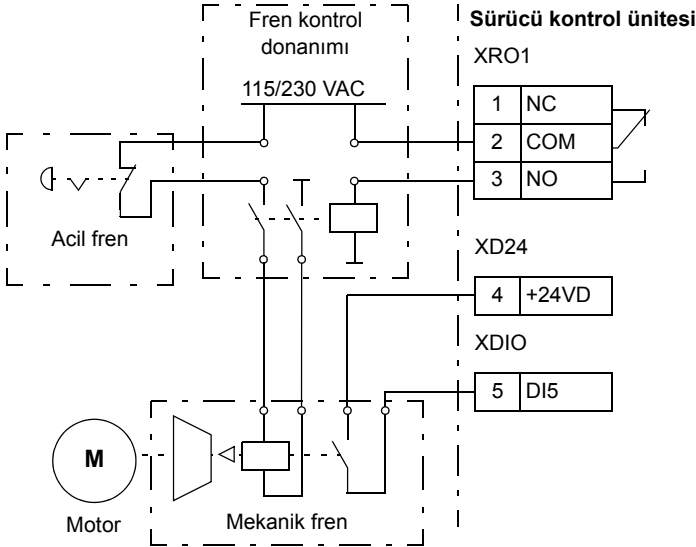 Fren kontrol
donanımı
115/230 VAC
Sürücü kontrol ünitesi
XRO1
1 NC
2 COM
3 NO
Acil fren
XD24
4 +24VD
XDIO
5 DI5
M
Motor
Mekanik fren